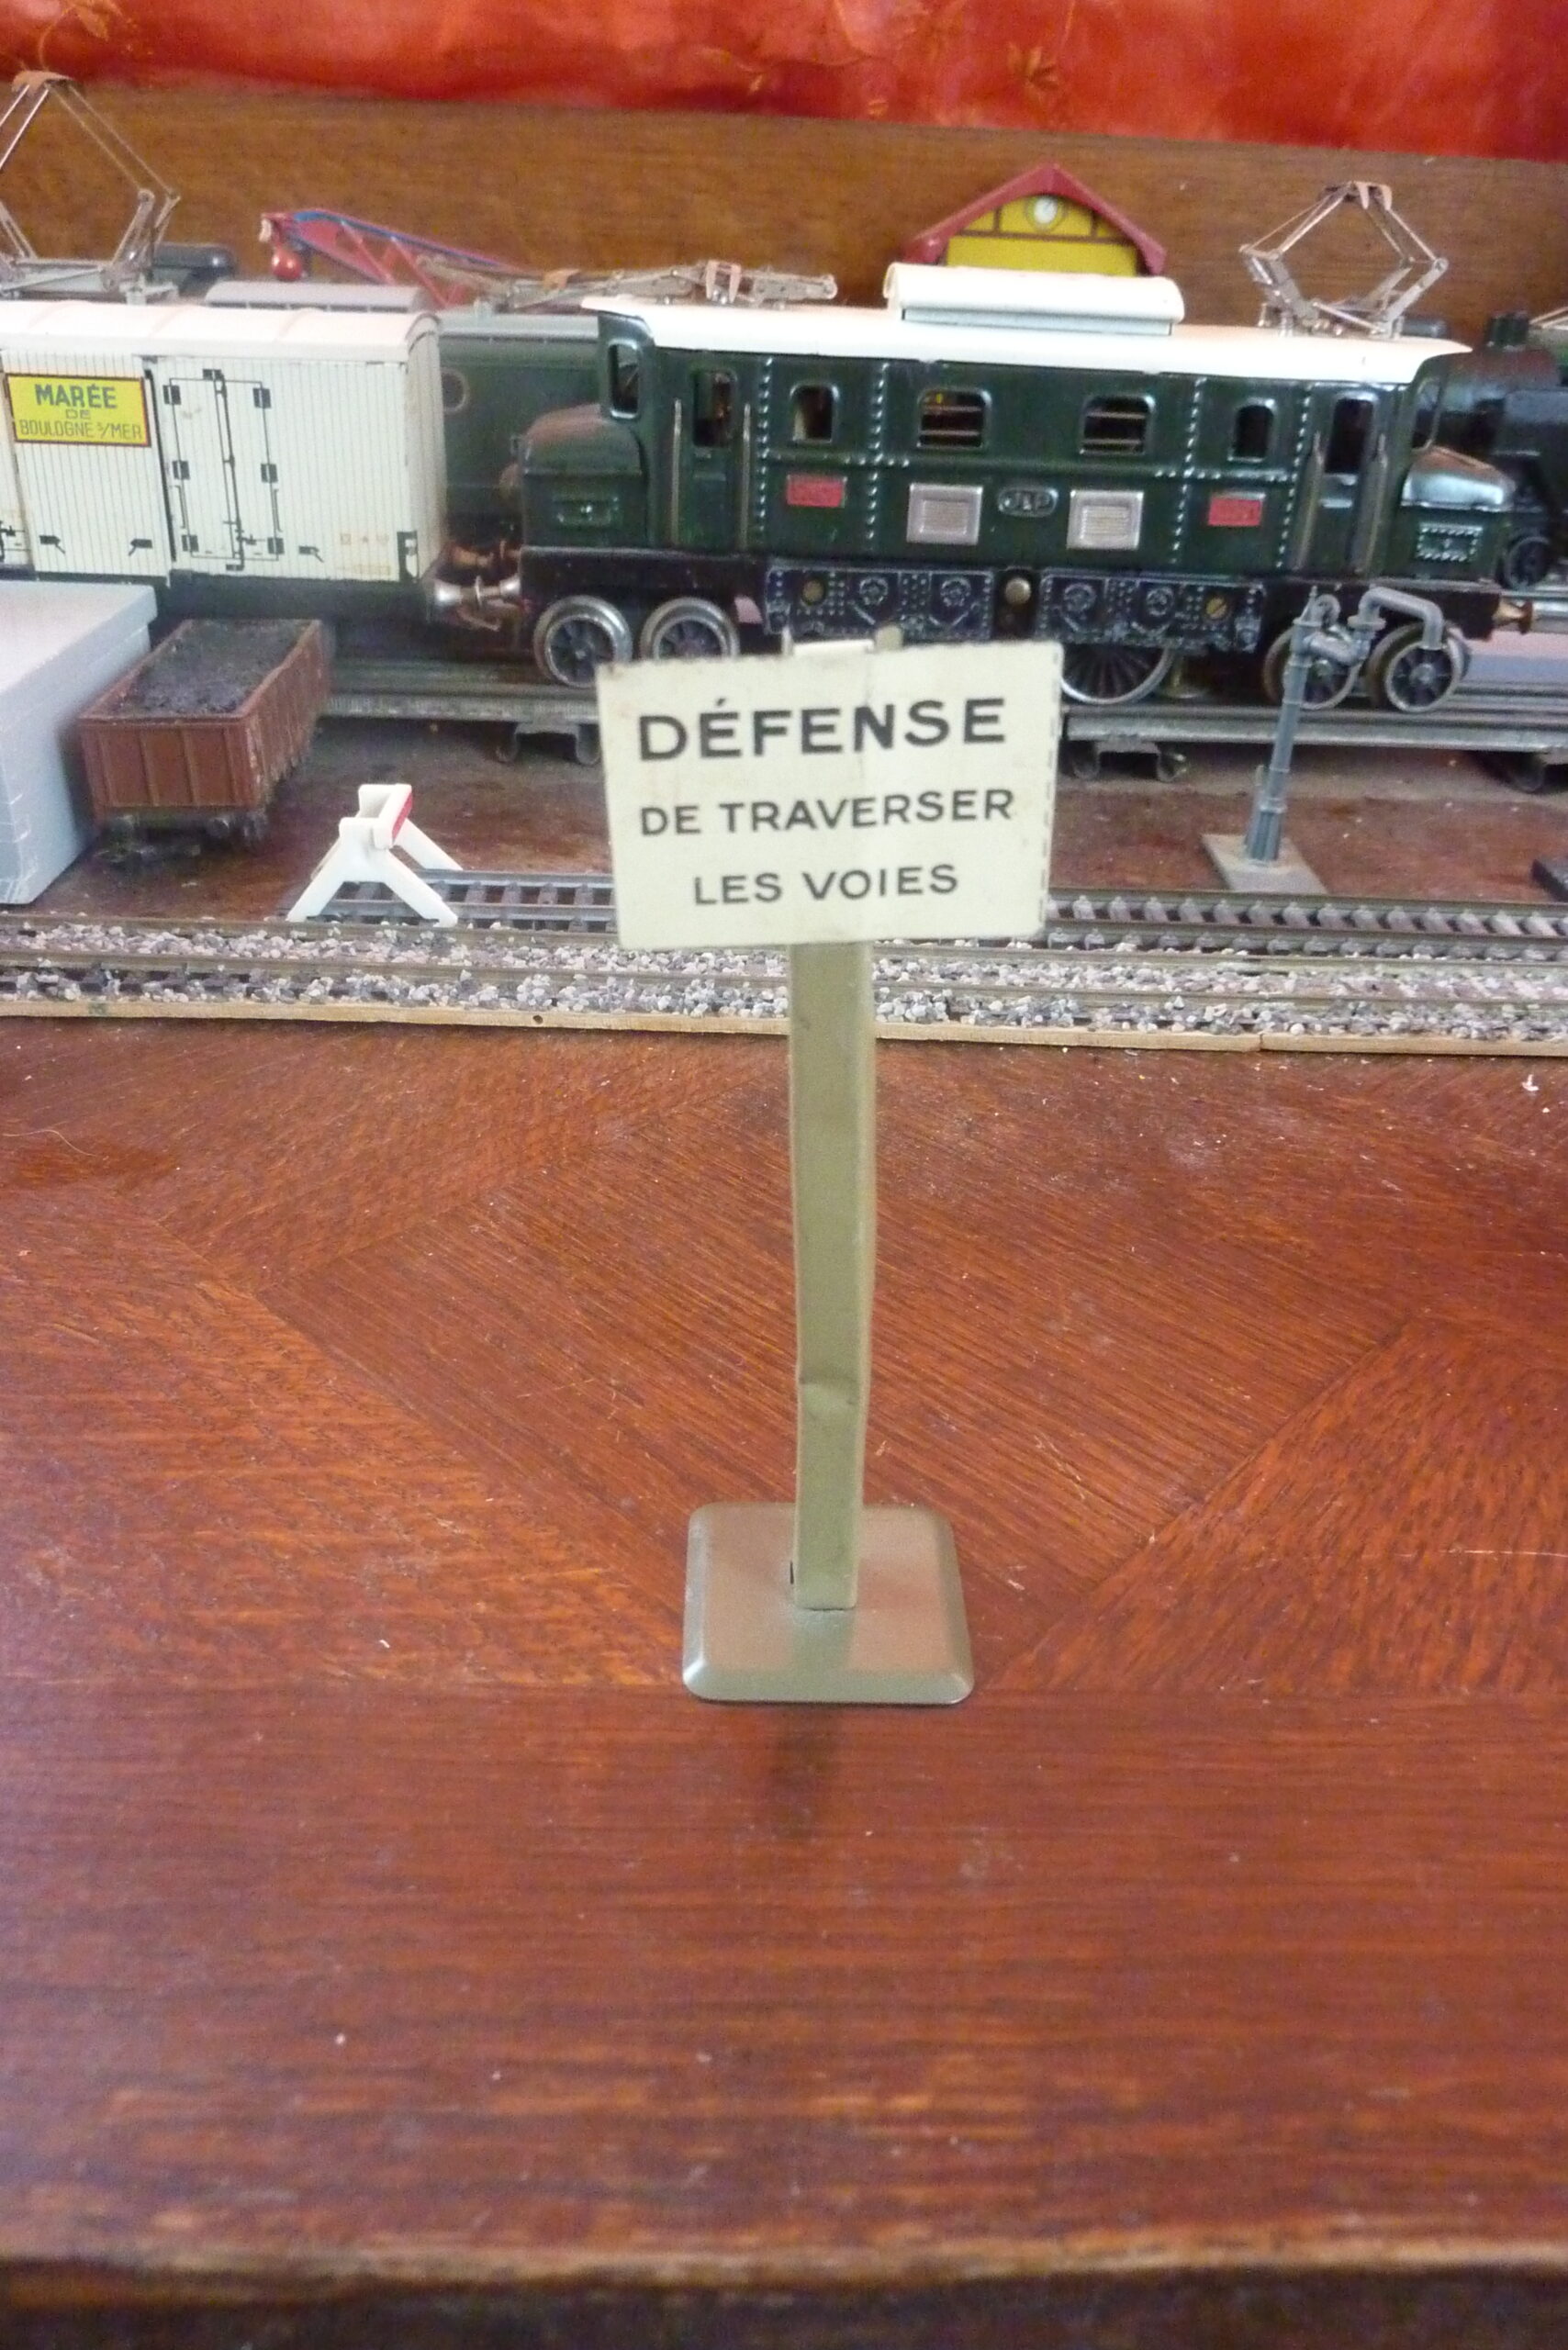 MARÉE
DE
BOULOGNE S/MER
J&P
DÉFENSE
DE TRAVERSER
LES VOIES